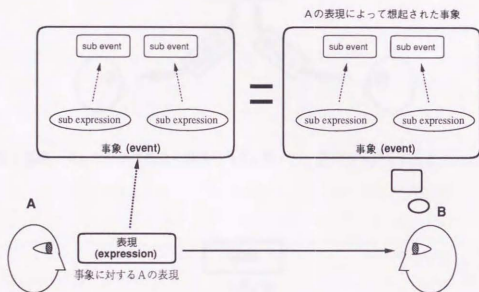 Aの表現によって想起された事象
sub event
sub event
sub event
sub event
sub expression
sub expression
sub expression
sub expression
事象 (event)
事象 (event)
A
B
表現
(expression)
事象に対するAの表現